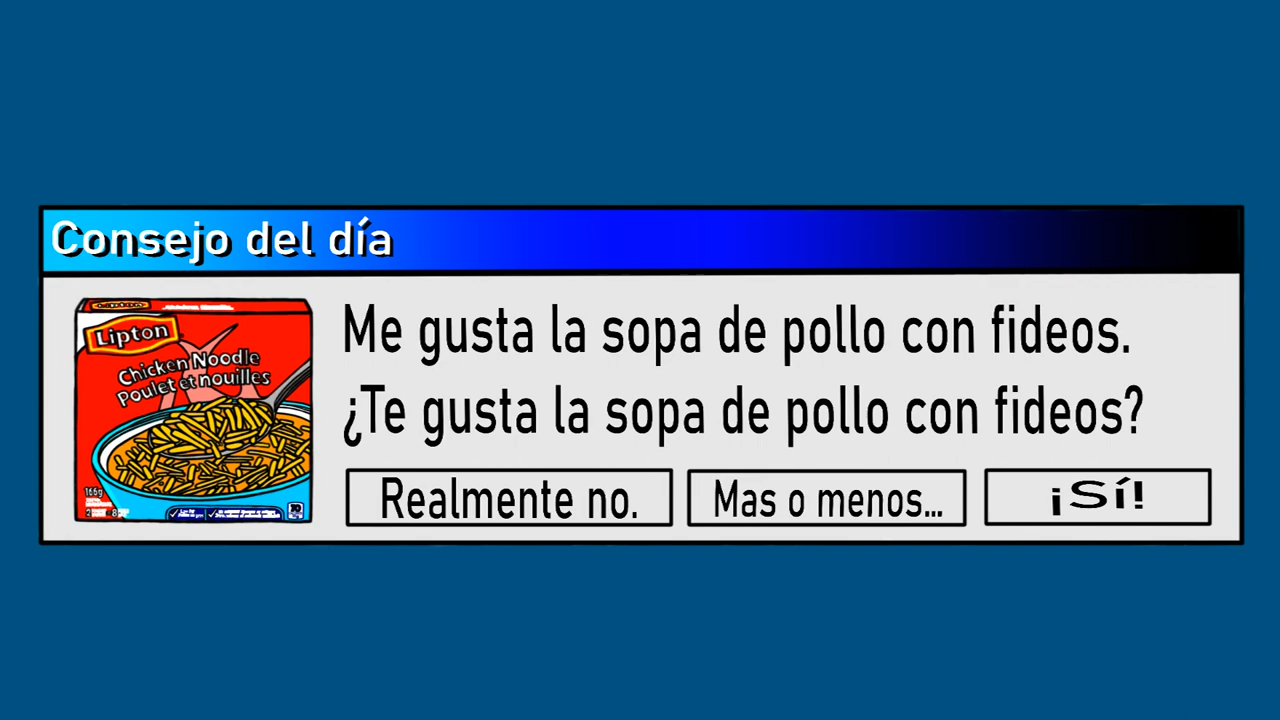 Consejo del día
Lipton
Chicken Noodle
Poulet et nouilles
166g
Me gusta la sopa de pollo con fideos.
¿Te gusta la sopa de pollo con fideos?
Realmente no.
Mas o menos...
¡Sí!